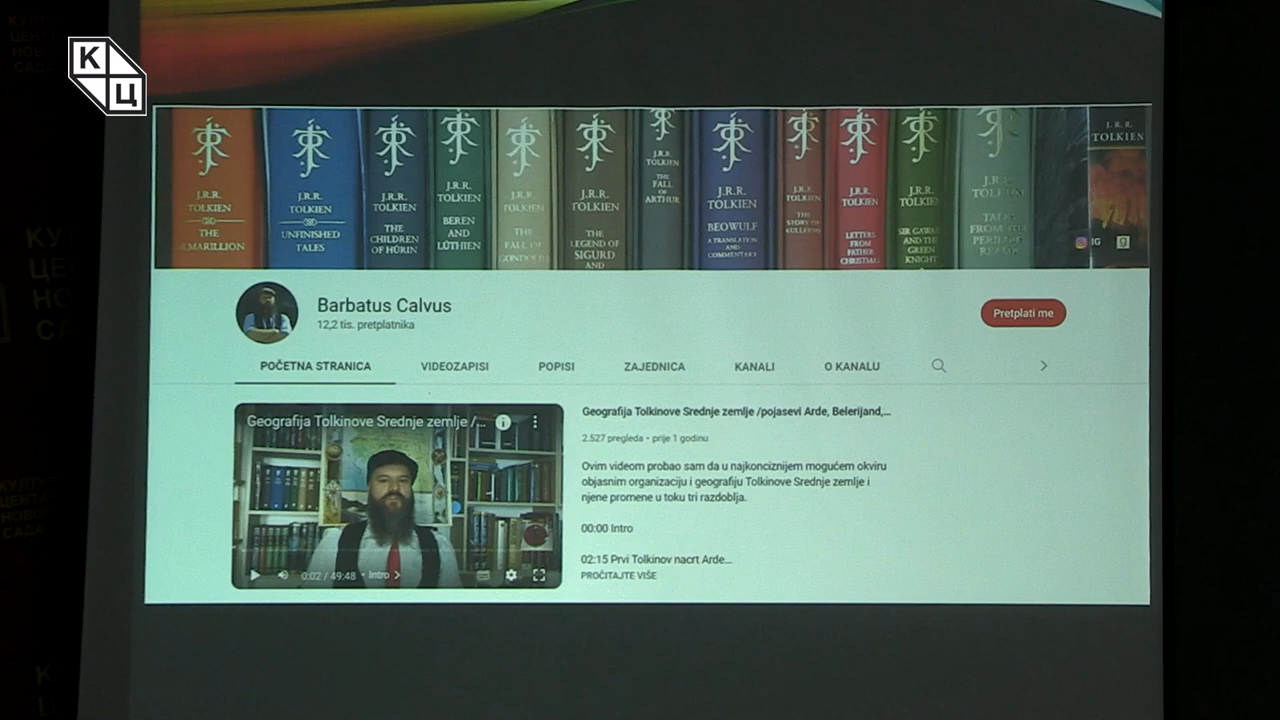 К
Ц
J.R.R.
TOLKIEN
THE
J.R.R.
TOLKIEN
UNFINISHED
TALES
J.R.R.
TOLKIEN
THE
CHILDREN
OF HÚRIN
J.R.R.
TOLKIEN
BEREN
AND
LÚTHIEN
J.R.R.
TOLKIEN
THE
FALL OF
J.R.R.
TOLKIEN
THE
LEGEND OF
SIGURD
AND
J.R.R.
TOLKIEN
THE
FALL OF
ARTHUR
J.R.R.
TOLKIEN
BEOWULF
A TRANSLATION
AND
COMMENTARY
J.R.R.
TOLKIEN
THE
STORY OF
KULLERVO
J.R.R.
TOLKIEN
LETTERS
FROM
FATHER
CHRISTMAS
J.R.R.
TOLKIEN
SIR GAWAIN
AND THE
GREEN
KNIGHT
J.R.R.
TOLKIEN
TALES
FROM THE
PERILOUS
REALM
J. R. R.
TOLKIEN
IG
Barbatus Calvus
12,2 tis. pretplatnika
Pretplati me
POČETNA STRANICA VIDEOZAPISI POPISI ZAJEDNICA KANALI O KANALU
Geografija Tolkinove Srednje zemlje /...
0:02 / 49:48 • Intro
Geografija Tolkinove Srednje zemlje /pojasevi Arde, Belerijand,...
2.527 pregleda • prije 1 godinu
Ovim videom probao sam da u najkonciznijem mogućem okviru
objasnim organizaciju i geografiju Tolkinove Srednje zemlje i
njene promene u toku tri razdoblja.
00:00 Intro
02:15 Prvi Tolkinov nacrt Arde...
PROČITAJTE VIŠE